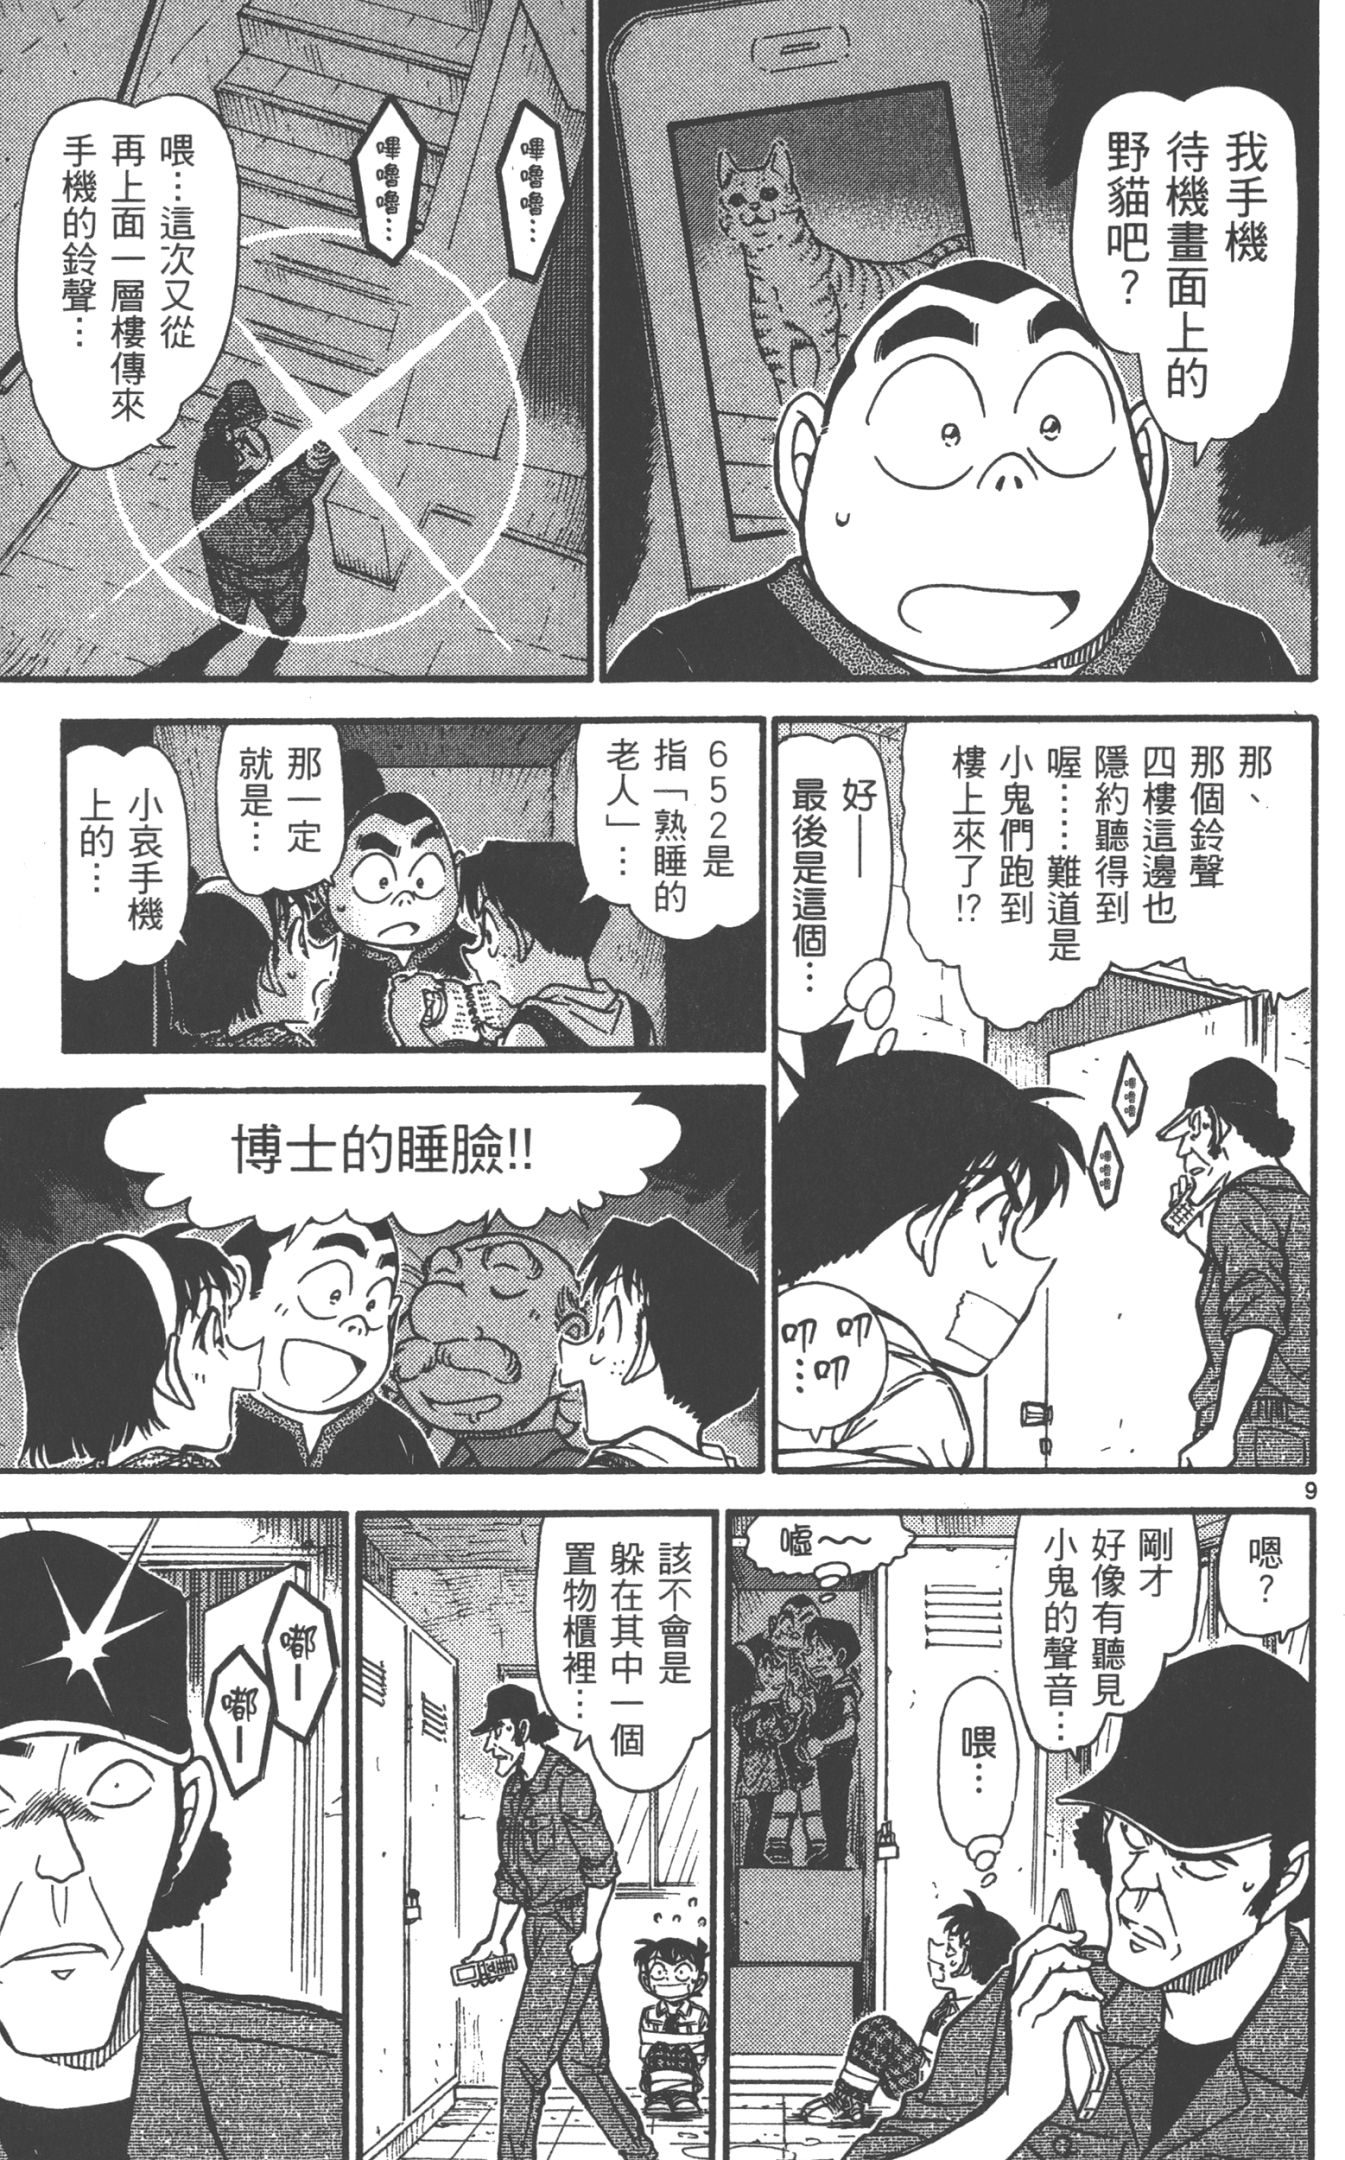 我手機
待機畫面上的
野貓吧？
嗶嚕嚕…
嗶嚕嚕…
喂…這次又從
再上面一層樓傳來
手機的鈴聲…
那、
那個鈴聲
四樓這邊也
隱約聽得到
喔……難道是
小鬼們跑到
樓上來了!?
好——
最後是這個…
嗶嚕嚕
嗶嚕嚕
叩叩
叩…
652是
指「熟睡的
老人」…
那一定
就是…
小哀手機
上的…
博士的睡臉!!
9
嗯？
剛才
好像有聽見
小鬼的聲音…
噓～～
喂…
該不會是
躲在其中一個
置物櫃裡…
嘟—
嘟—